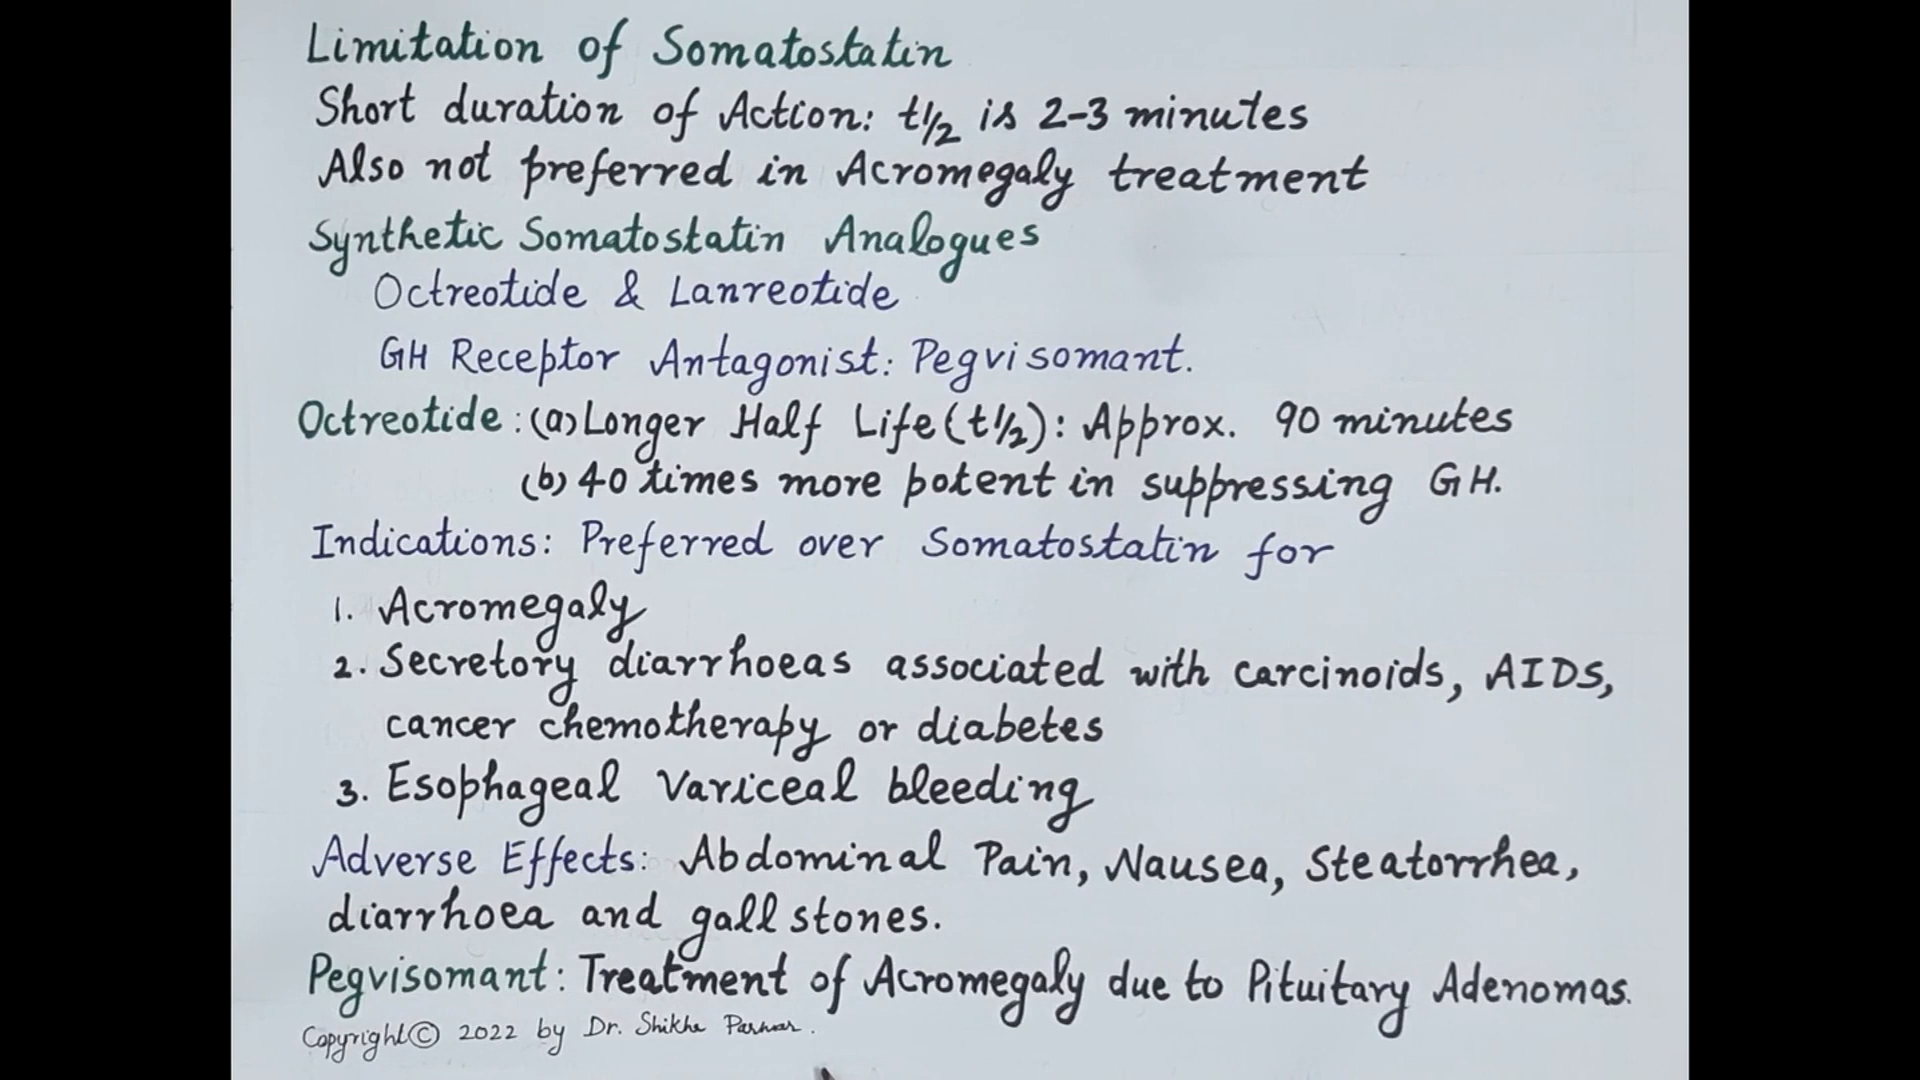 Limitation of Somatostatin
Short duration of Action: t1/2 is 2-3 minutes
Also not preferred in Acromegaly treatment
Synthetic Somatostatin Analogues
Octreotide & Lanreotide
GH Receptor Antagonist: Pegvisomant.
Octreotide: (a) Longer Half Life (t1/2): Approx. 90 minutes
(b) 40 times more potent in suppressing GH.
Indications: Preferred over Somatostatin for
1. Acromegaly
2. Secretory diarrhoeas associated with carcinoids, AIDS,
cancer chemotherapy or diabetes
3. Esophageal Variceal bleeding
Adverse Effects: Abdominal Pain, Nausea, Steatorrhea,
diarrhoea and gall stones.
Pegvisomant: Treatment of Acromegaly due to Pituitary Adenomas.
Copyright© 2022 by Dr. Shikha Parmar.